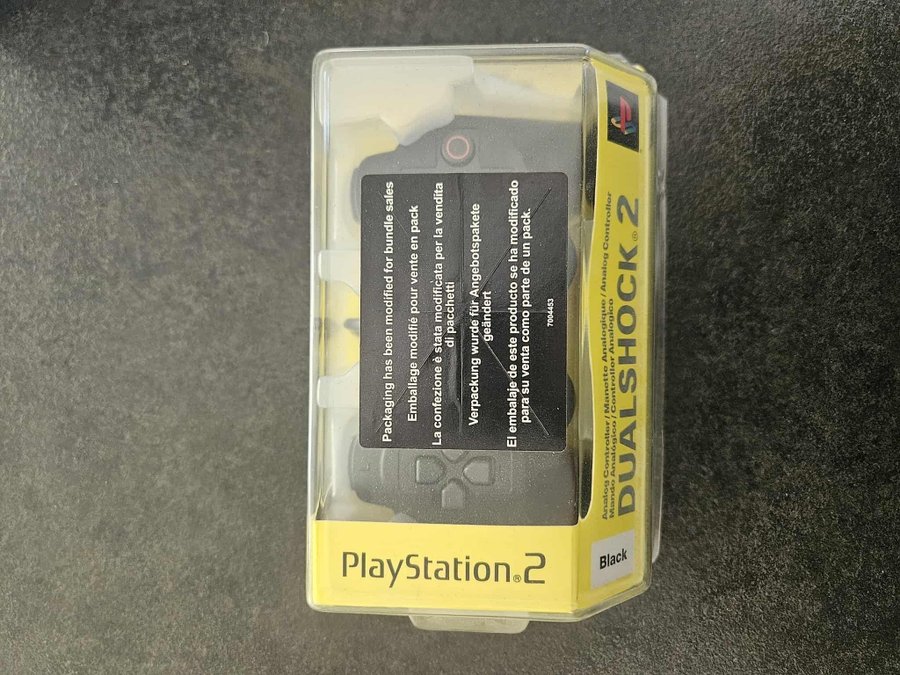 Packaging has been modified for bundle sales
Emballage modifié pour vente en pack
La confezione è stata modificata per la vendita
di pacchetti
Verpackung wurde für Angebotspakete
geändert
El embalaje de este producto se ha modificado
para su venta como parte de un pack.
7004453
Analog Controller / Manette Analogique / Analog Controller
Mando Analógico / Controller Analogico
DUALSHOCK®2
Black
PlayStation®2